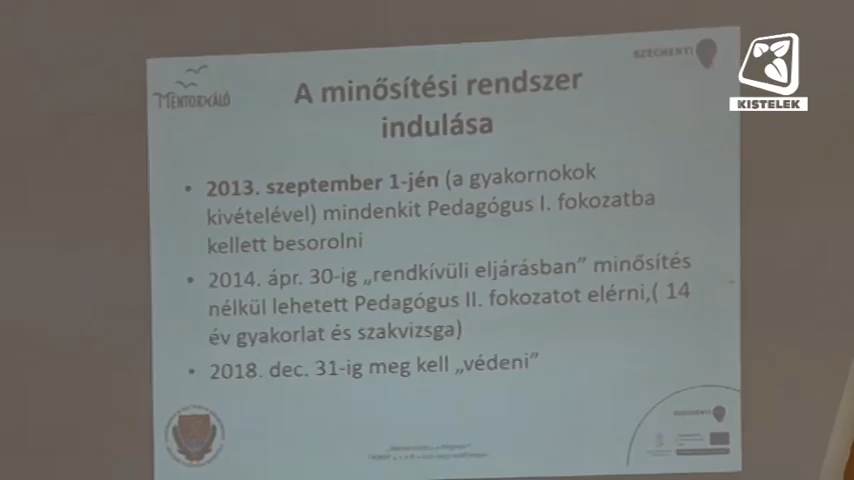 SZÉCHENYI
KISTELEK
MENTORHÁLÓ
A minősítési rendszer
indulása
• 2013. szeptember 1-jén (a gyakornokok
kivételével) mindenkit Pedagógus I. fokozatba
kellett besorolni
• 2014. ápr. 30-ig „rendkívüli eljárásban” minősítés
nélkül lehetett Pedagógus II. fokozatot elérni,( 14
év gyakorlat és szakvizsga)
• 2018. dec. 31-ig meg kell „védeni”
SZÉCHENYI